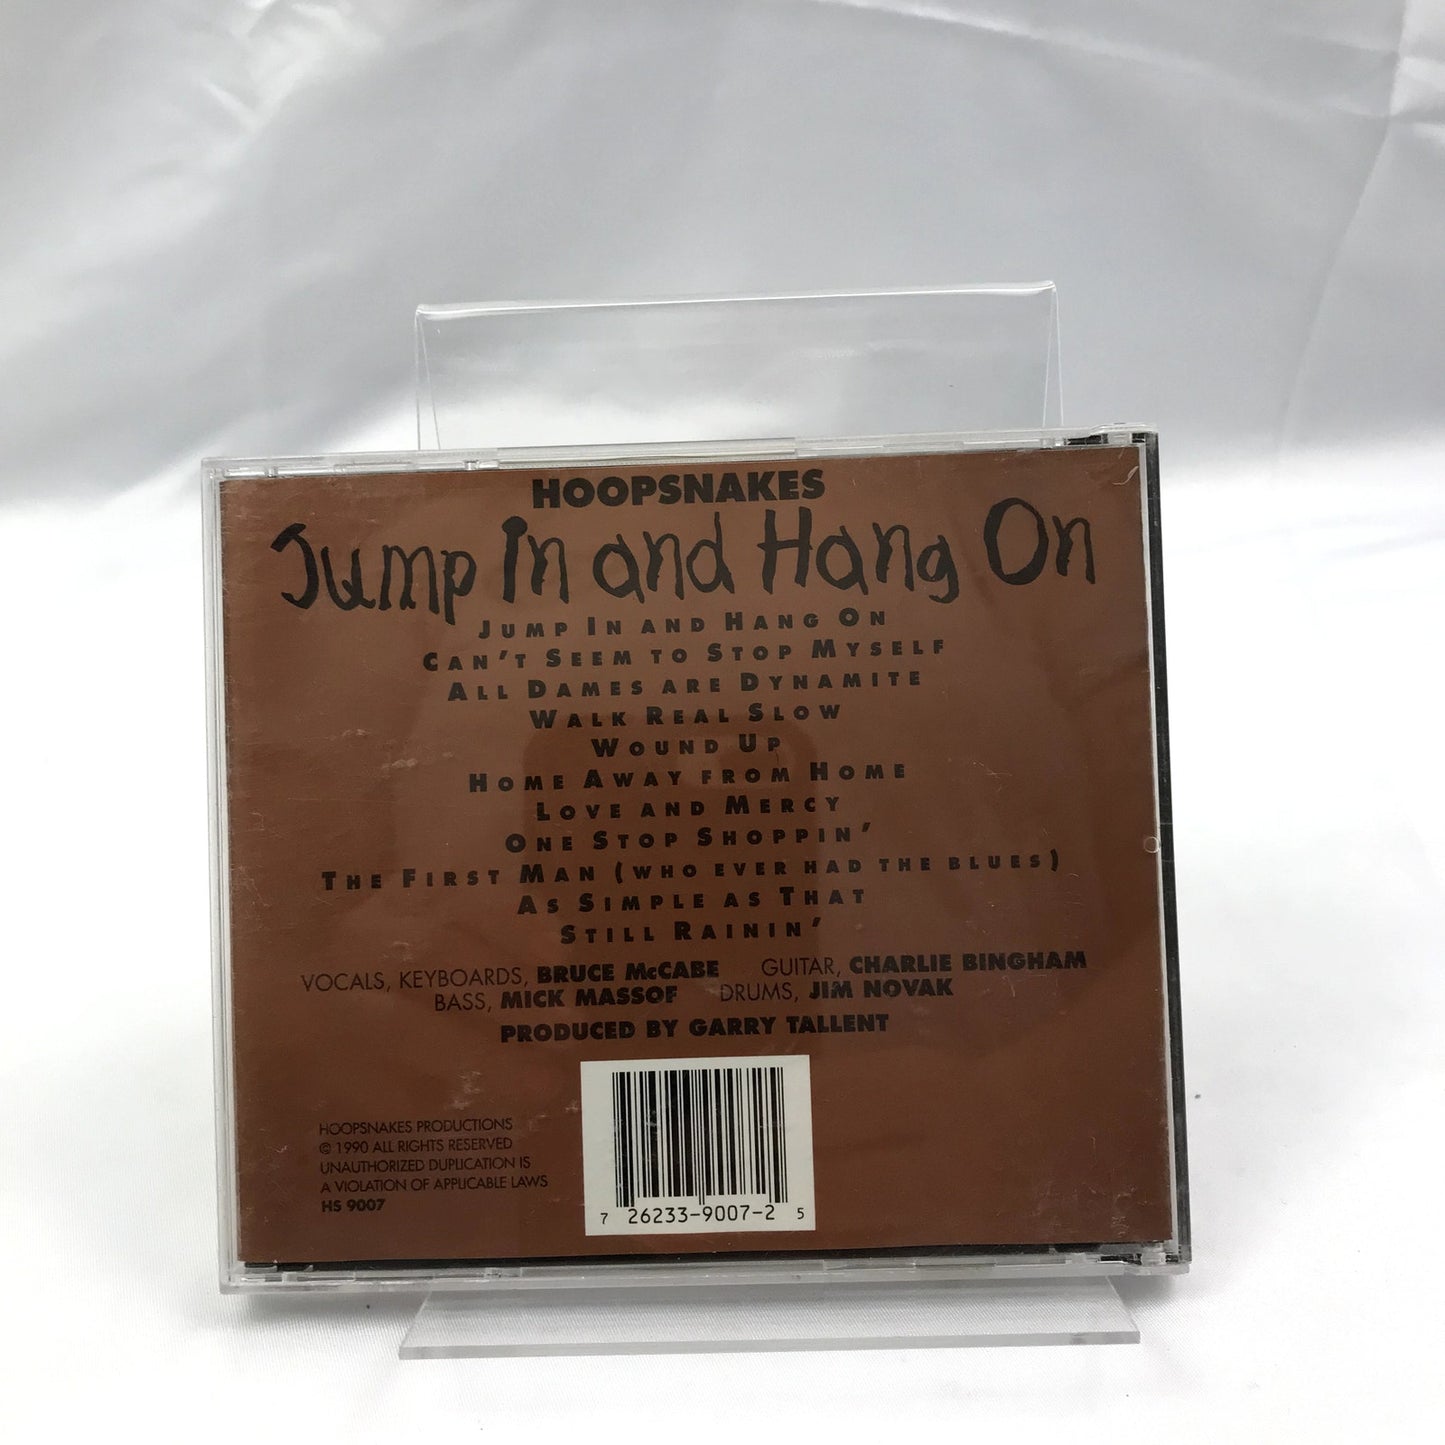 HOOPSNAKES
Jump In and Hang On
JUMP IN AND HANG ON
CAN'T SEEM TO STOP MYSELF
ALL DAMES ARE DYNAMITE
WALK REAL SLOW
WOUND UP
HOME AWAY FROM HOME
LOVE AND MERCY
ONE STOP SHOPPIN'
THE FIRST MAN (WHO EVER HAD THE BLUES)
AS SIMPLE AS THAT
STILL RAININ'
VOCALS, KEYBOARDS, BRUCE McCABE GUITAR, CHARLIE BINGHAM
BASS, MICK MASSOF DRUMS, JIM NOVAK
PRODUCED BY GARRY TALLENT
HOOPSNAKES PRODUCTIONS
© 1990 ALL RIGHTS RESERVED
UNAUTHORIZED DUPLICATION IS
A VIOLATION OF APPLICABLE LAWS
HS 9007
7 26233-9007-2 5